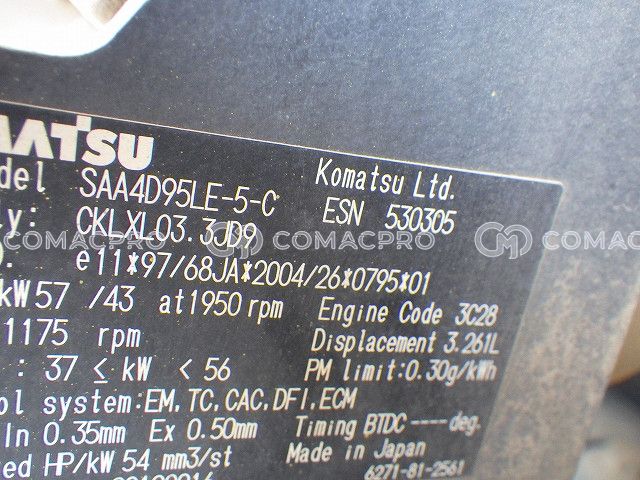 MATSU
odel SAA4D95LE-5-C Komatsu Ltd.
y: CKLXL03.3JD9 ESN 530305
COMACPRO COMACPRO COMACPRO
e11*97/68JA*2004/26*0795*01
kW57 /43 at1950 rpm Engine Code 3C28
1175 rpm Displacement 3.261L
: 37 ≤ kW < 56 PM limit:0.30g/kWh
ol system:EM,TC,CAC,DFI,ECM
In 0.35mm Ex 0.50mm Timing BTDC ----deg.
ed HP/kW 54 mm3/st Made in Japan
6271-81-2561